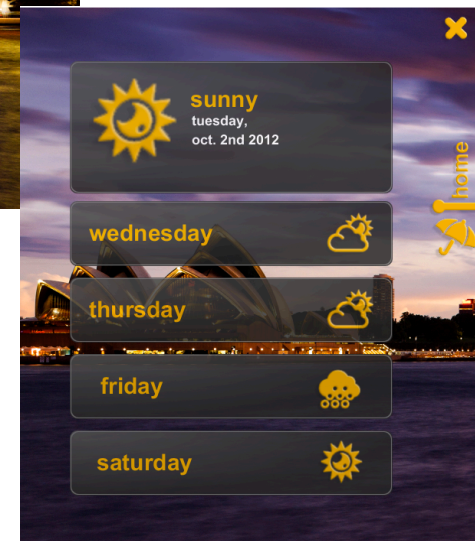 sunny
tuesday,
oct. 2nd 2012
home
wednesday
thursday
friday
saturday